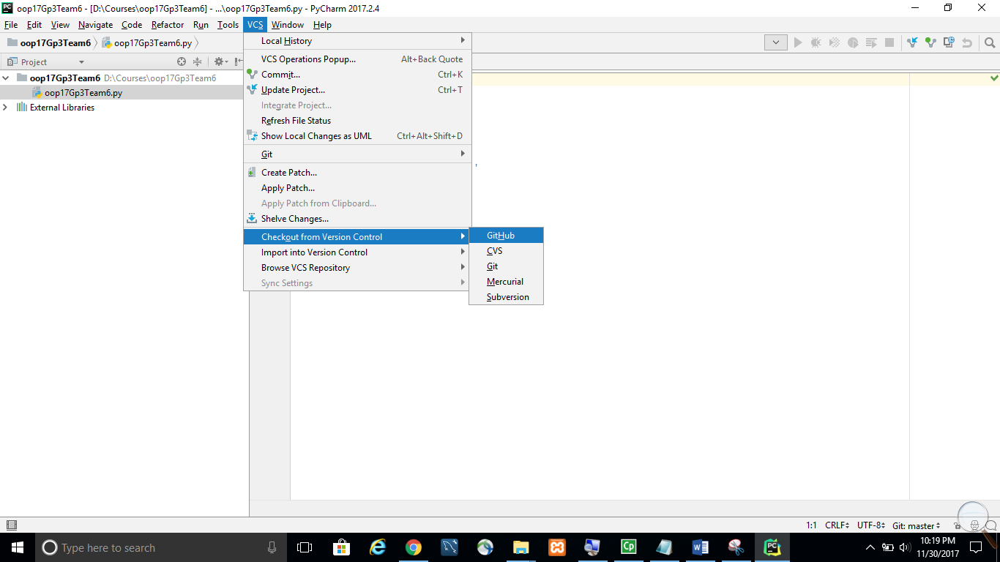 oop17Gp3Team6 - [D:\Courses\oop17Gp3Team6] - ...\oop17Gp3Team6.py - PyCharm 2017.2.4
File Edit View Navigate Code Refactor Run Tools VCS Window Help
oop17Gp3Team6 oop17Gp3Team6.py
Project
oop17Gp3Team6 D:\Courses\oop17Gp3Team6
oop17Gp3Team6.py
External Libraries
Local History
VCS Operations Popup... Alt+Back Quote
Commit... Ctrl+K
Update Project... Ctrl+T
Integrate Project...
Refresh File Status
Show Local Changes as UML Ctrl+Alt+Shift+D
Git
Create Patch...
Apply Patch...
Apply Patch from Clipboard...
Shelve Changes...
Checkout from Version Control
Import into Version Control
Browse VCS Repository
Sync Settings
GitHub
CVS
Git
Mercurial
Subversion
1:1 CRLF UTF-8 Git: master
Type here to search
10:19 PM
11/30/2017